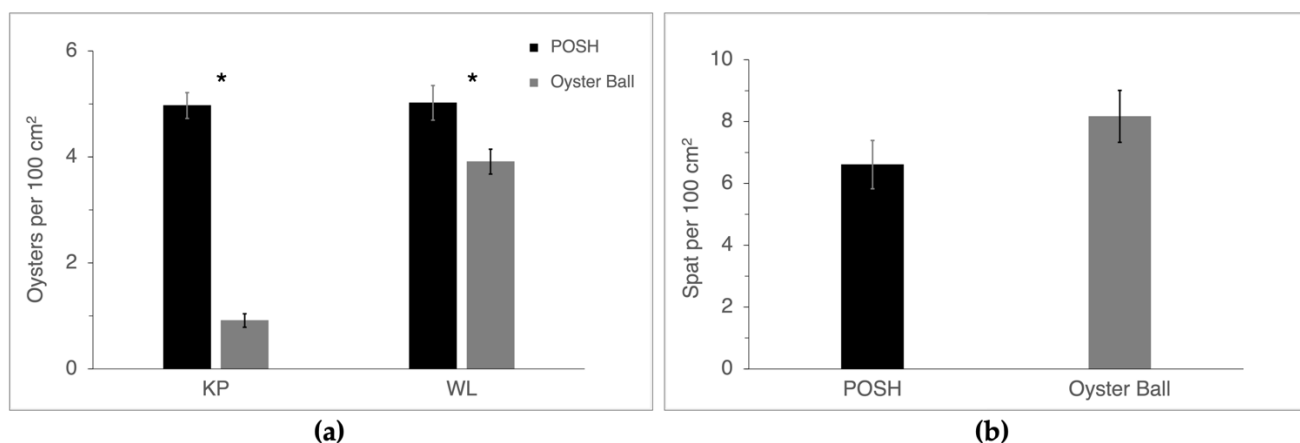 Oysters per 100 cm²
6
4
2
0
POSH
Oyster Ball
*
*
KP
WL
(a)
Spat per 100 cm²
10
8
6
4
2
0
POSH
Oyster Ball
(b)